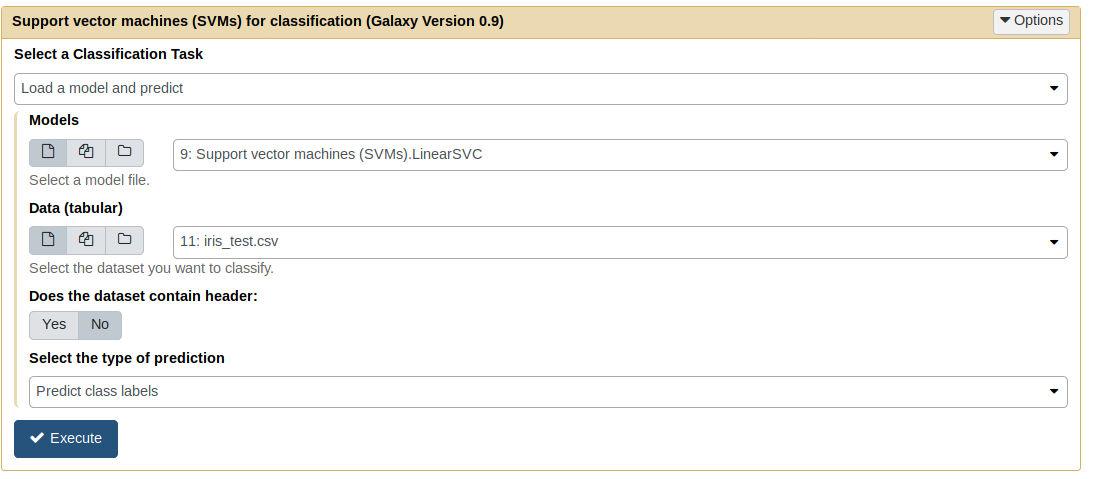 Support vector machines (SVMs) for classification (Galaxy Version 0.9)
Options
Select a Classification Task
Load a model and predict
Models
9: Support vector machines (SVMs).LinearSVC
Select a model file.
Data (tabular)
11: iris_test.csv
Select the dataset you want to classify.
Does the dataset contain header:
Yes No
Select the type of prediction
Predict class labels
Execute